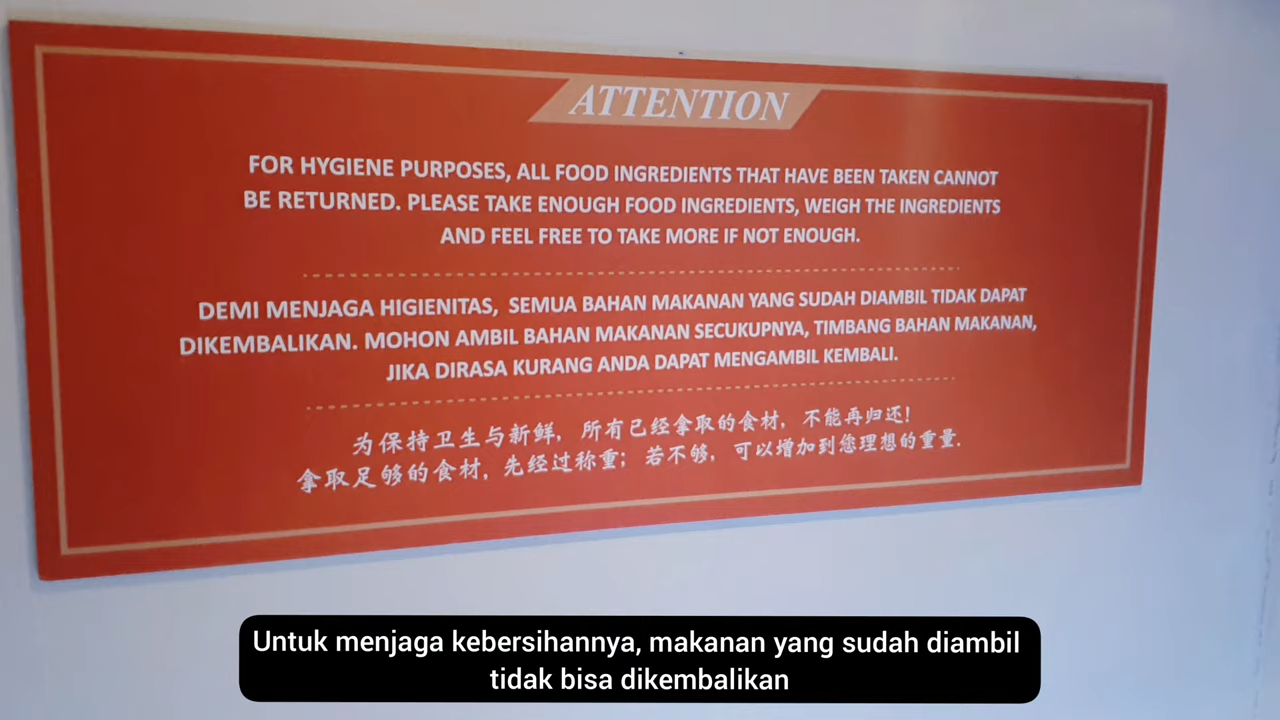 ATTENTION
FOR HYGIENE PURPOSES, ALL FOOD INGREDIENTS THAT HAVE BEEN TAKEN CANNOT
BE RETURNED. PLEASE TAKE ENOUGH FOOD INGREDIENTS, WEIGH THE INGREDIENTS
AND FEEL FREE TO TAKE MORE IF NOT ENOUGH.
DEMI MENJAGA HIGIENITAS, SEMUA BAHAN MAKANAN YANG SUDAH DIAMBIL TIDAK DAPAT
DIKEMBALIKAN. MOHON AMBIL BAHAN MAKANAN SECUKUPNYA, TIMBANG BAHAN MAKANAN,
JIKA DIRASA KURANG ANDA DAPAT MENGAMBIL KEMBALI.
为保持卫生与新鲜，所有已经拿取的食材，不能再归还！
拿取足够的食材，先经过称重；若不够，可以增加到您理想的重量.
Untuk menjaga kebersihannya, makanan yang sudah diambil
tidak bisa dikembalikan